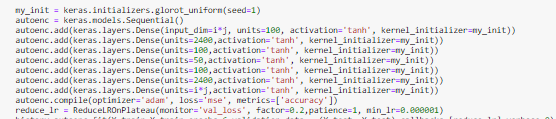 my_init = keras.initializers.glorot_uniform(seed=1)
autoenc = keras.models.Sequential()
autoenc.add(keras.layers.Dense(input_dim=i*j, units=100, activation='tanh', kernel_initializer=my_init))
autoenc.add(keras.layers.Dense(units=2400,activation='tanh', kernel_initializer=my_init))
autoenc.add(keras.layers.Dense(units=100,activation='tanh', kernel_initializer=my_init))
autoenc.add(keras.layers.Dense(units=50,activation='tanh', kernel_initializer=my_init))
autoenc.add(keras.layers.Dense(units=100,activation='tanh', kernel_initializer=my_init))
autoenc.add(keras.layers.Dense(units=2400,activation='tanh', kernel_initializer=my_init))
autoenc.add(keras.layers.Dense(units=i*j,activation='tanh', kernel_initializer=my_init))
autoenc.compile(optimizer='adam', loss='mse', metrics=['accuracy'])
reduce_lr = ReduceLROnPlateau(monitor='val_loss', factor=0.2,patience=1, min_lr=0.000001)